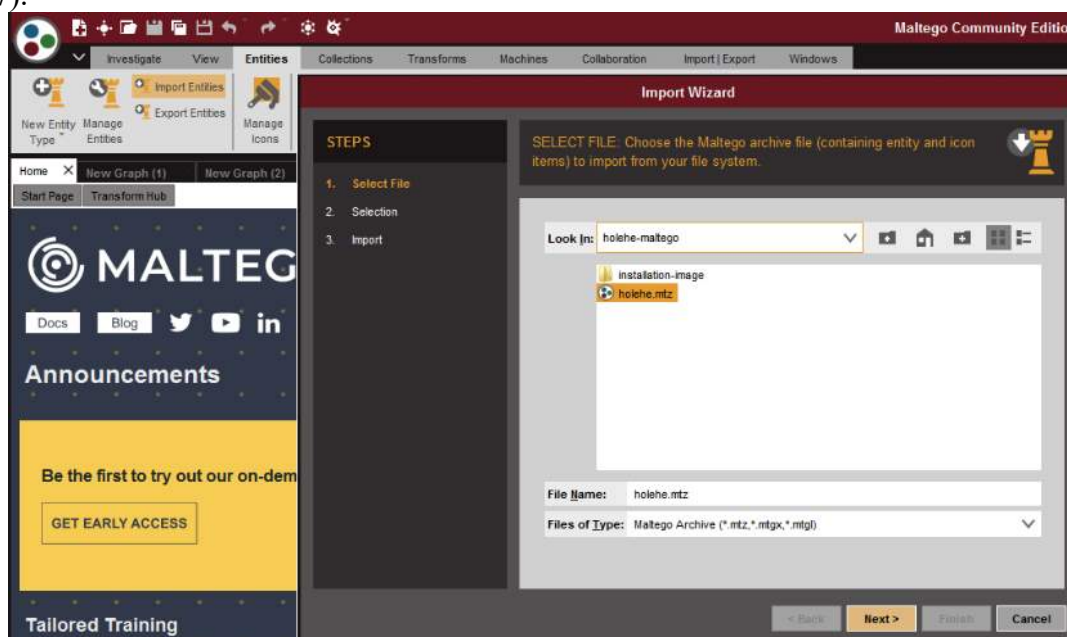 7).
Maltego Community Editio
Investigate View Entities Collections Transforms Machines Collaboration Import | Export Windows
New Entity Type
Manage Entities
Import Entities
Export Entities
Manage Icons
Home X New Graph (1) New Graph (2)
Start Page Transform Hub
MALTEG
Docs Blog in
Announcements
Be the first to try out our on-dem
GET EARLY ACCESS
Tailored Training
Import Wizard
STEPS
1. Select File
2. Selection
3. Import
SELECT FILE: Choose the Maltego archive file (containing entity and icon
items) to import from your file system.
Look In: holehe-maltego
installation-image
holehe.mtz
File Name: holehe.mtz
Files of Type: Maltego Archive (*.mtz,*.mtgx,*.mtgl)
< Back Next > Finish Cancel